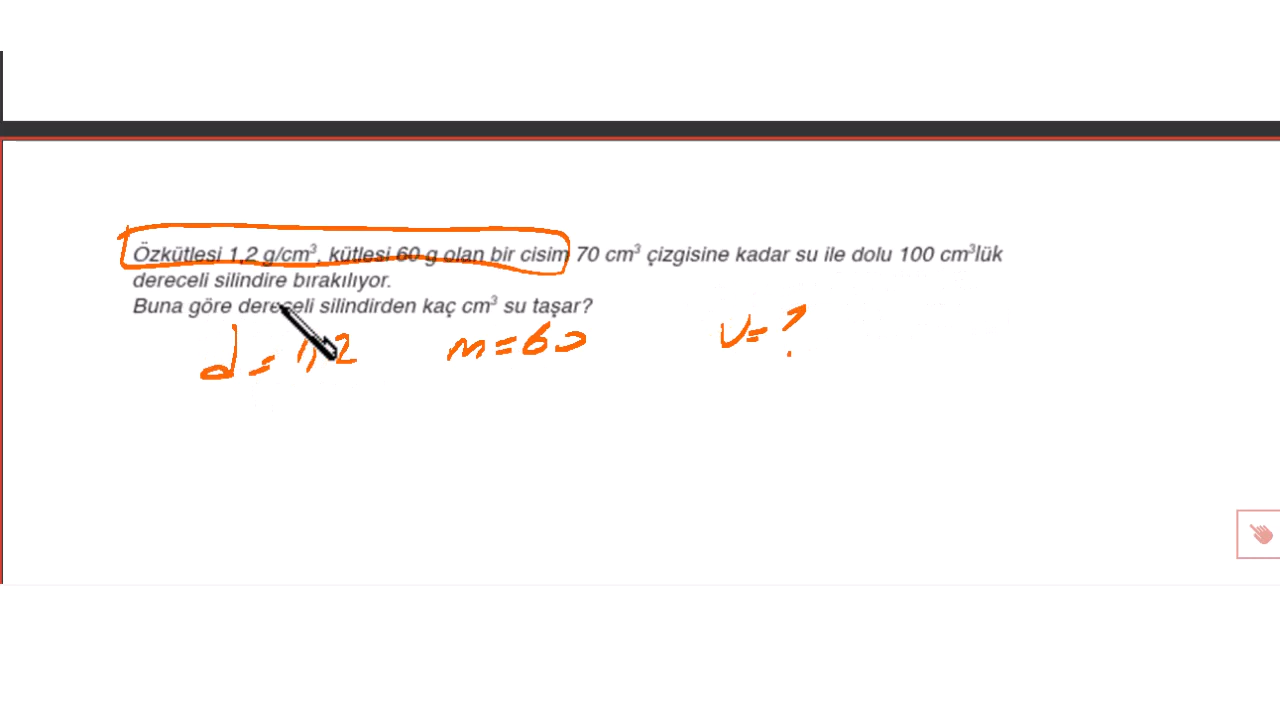 Özkütlesi 1,2 g/cm³, kütlesi 60 g olan bir cisim 70 cm³ çizgisine kadar su ile dolu 100 cm³lük
dereceli silindire bırakılıyor.
Buna göre dereceli silindirden kaç cm³ su taşar?
d = 1,2 m = 60 v = ?